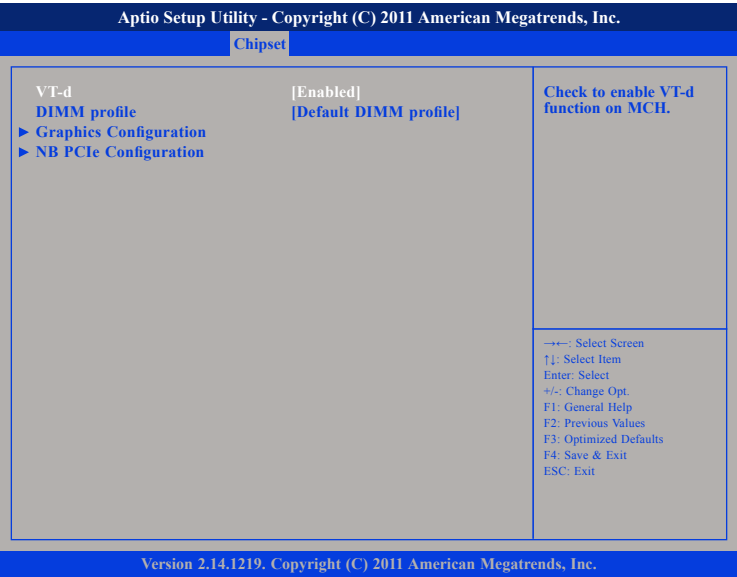 Aptio Setup Utility - Copyright (C) 2011 American Megatrends, Inc.
Chipset
VT-d [Enabled]
DIMM profile [Default DIMM profile]
► Graphics Configuration
► NB PCIe Configuration
Check to enable VT-d
function on MCH.
→←: Select Screen
↑↓: Select Item
Enter: Select
+/-: Change Opt.
F1: General Help
F2: Previous Values
F3: Optimized Defaults
F4: Save & Exit
ESC: Exit
Version 2.14.1219. Copyright (C) 2011 American Megatrends, Inc.